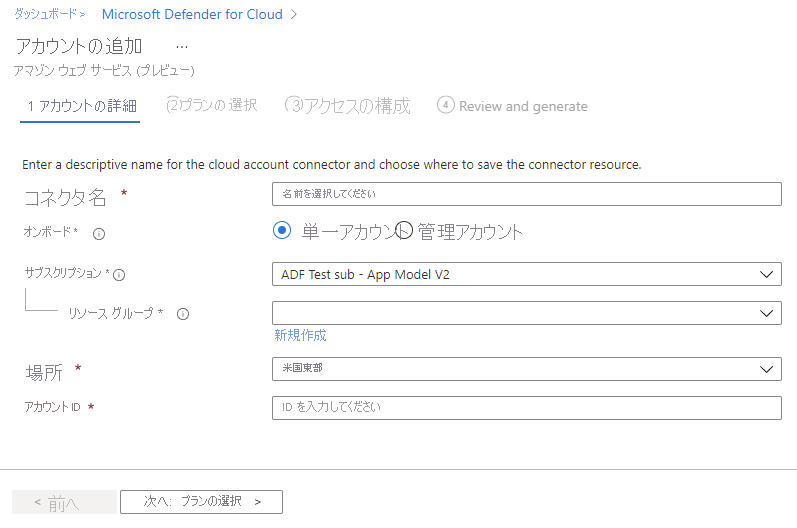 ダッシュボード> Microsoft Defender for Cloud >
アカウントの追加 ...
アマゾン ウェブ サービス (プレビュー)
1 アカウントの詳細 (2)プランの選択 (3)アクセスの構成 4 Review and generate
Enter a descriptive name for the cloud account connector and choose where to save the connector resource.
コネクタ名 * 名前を選択してください
オンボード* 単一アカウント 管理アカウント
サブスクリプション * ADF Test sub - App Model V2
リソース グループ *
新規作成
場所 * 米国東部
アカウント ID * ID を入力してください
< 前へ 次へ: プランの選択 >